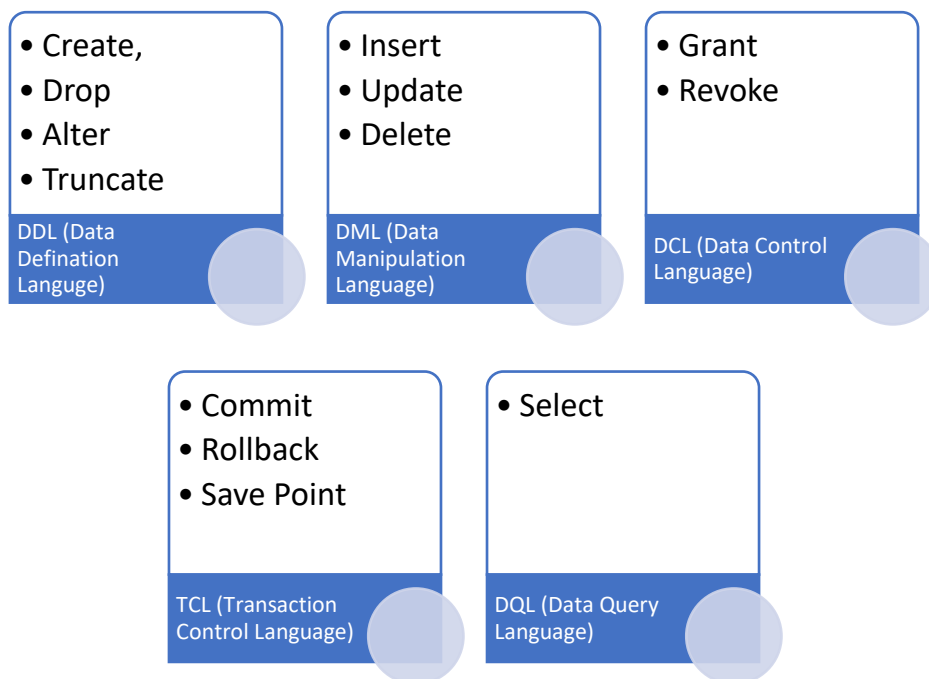 • Create,
• Drop
• Alter
• Truncate
DDL (Data
Defination
Languge)
• Insert
• Update
• Delete
DML (Data
Manipulation
Language)
• Grant
• Revoke
DCL (Data Control
Language)
• Commit
• Rollback
• Save Point
TCL (Transaction
Control Language)
• Select
DQL (Data Query
Language)